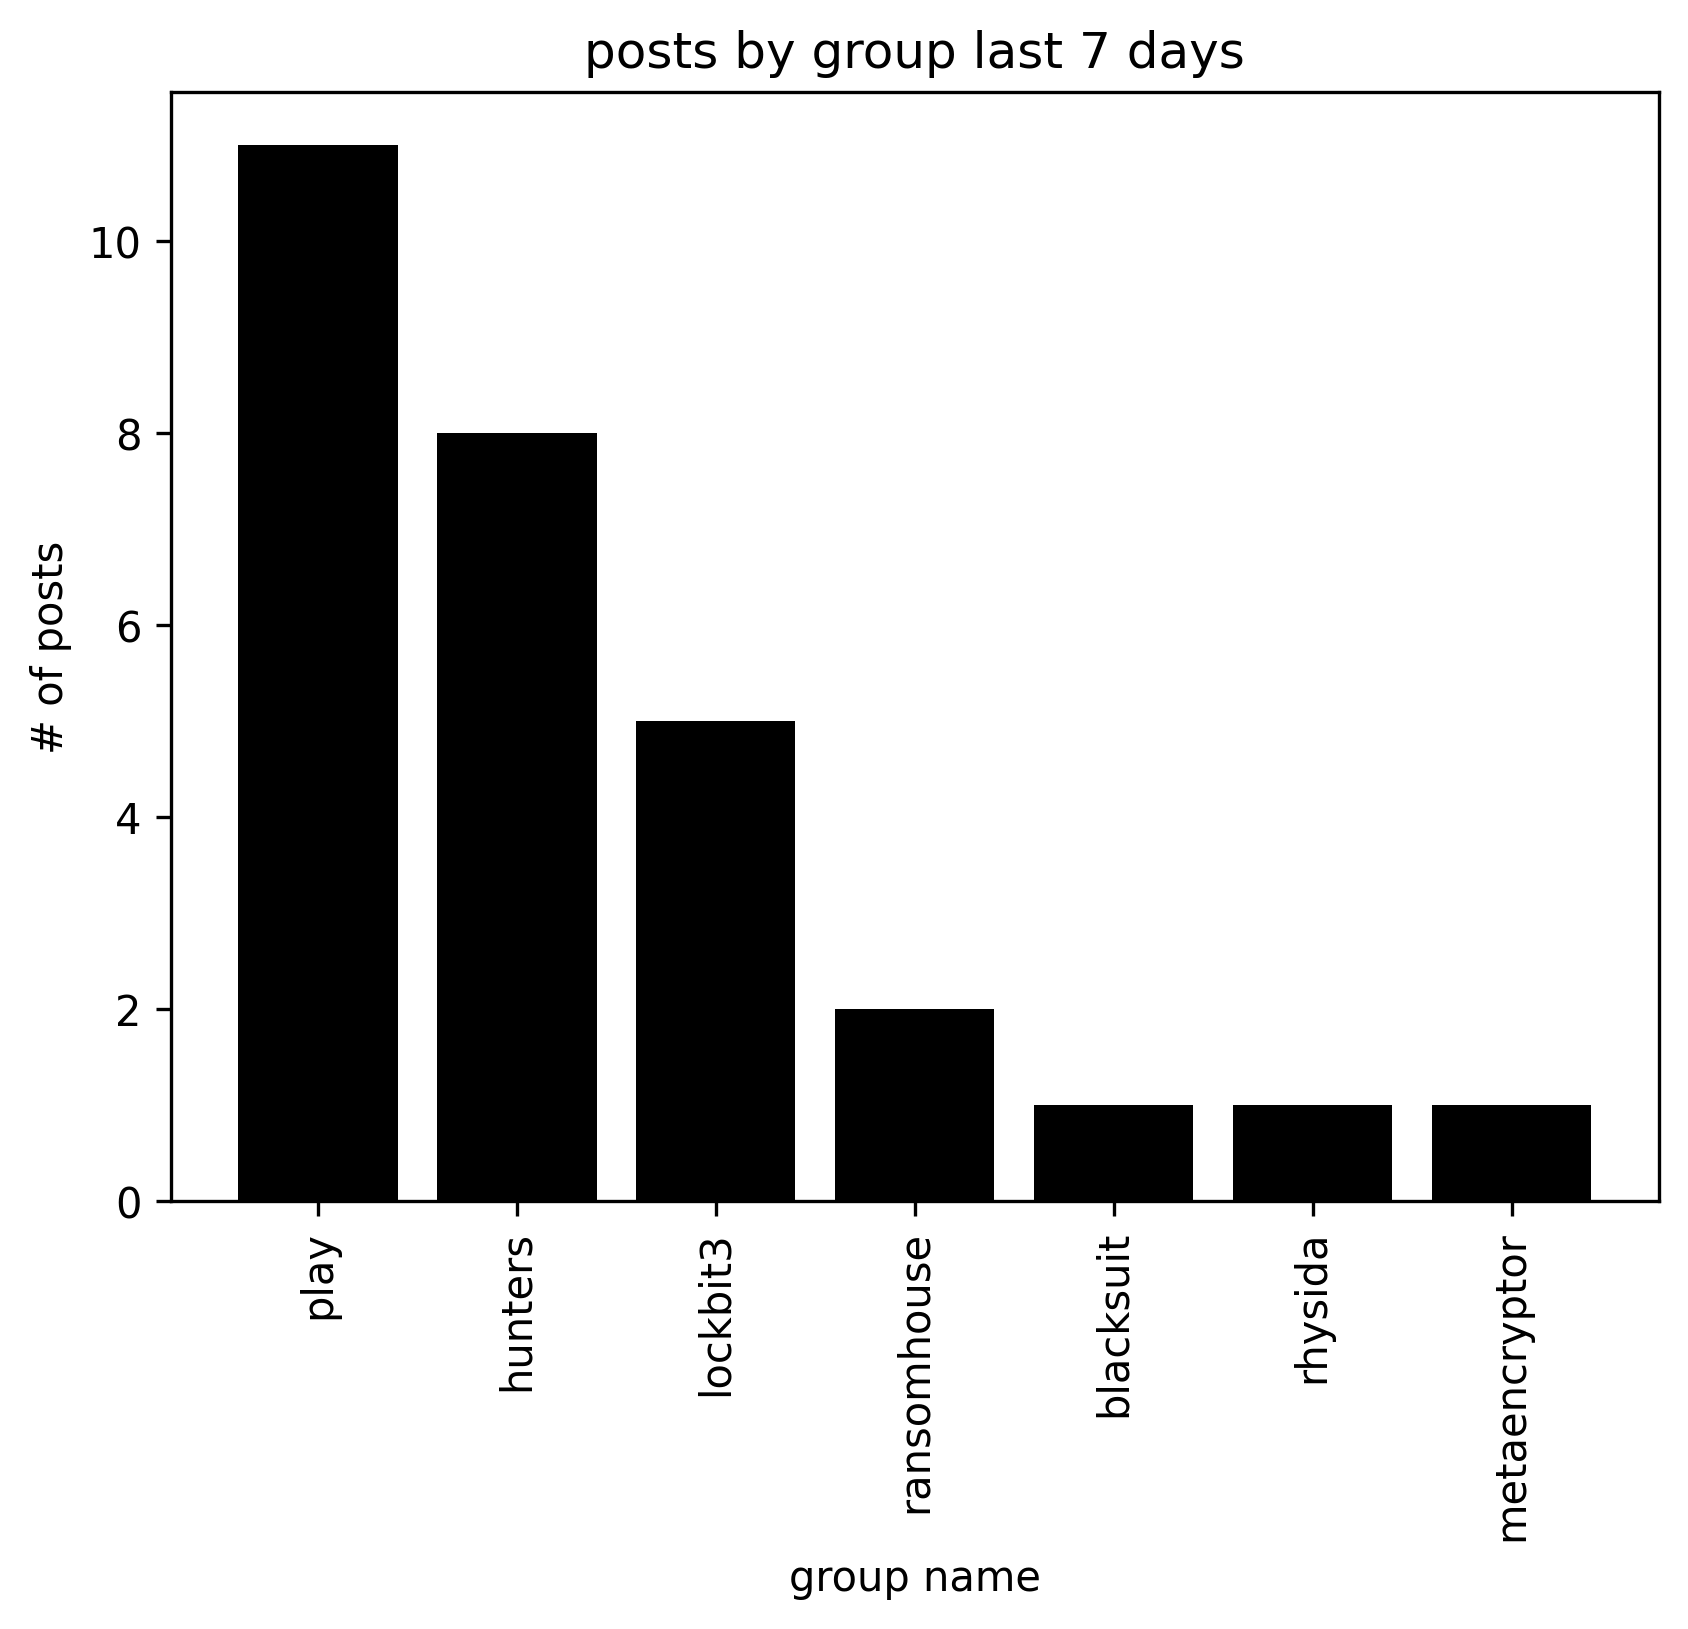 posts by group last 7 days
# of posts
10
8
6
4
2
0
play
hunters
lockbit3
ransomhouse
blacksuit
rhysida
metaencryptor
group name